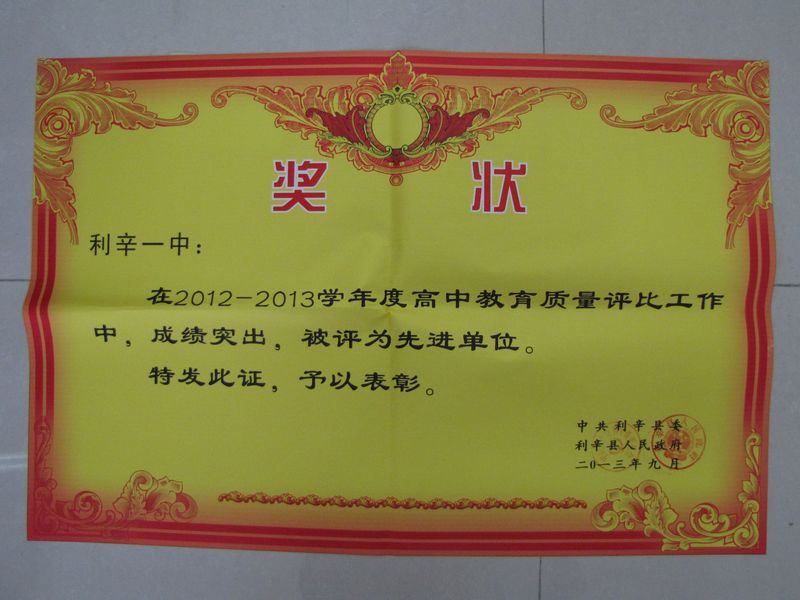 奖 状
利辛一中：
在2012-2013学年度高中教育质量评比工作
中，成绩突出，被评为先进单位。
特发此证，予以表彰。
中共利辛县委
利辛县人民政府
二0一三年九月